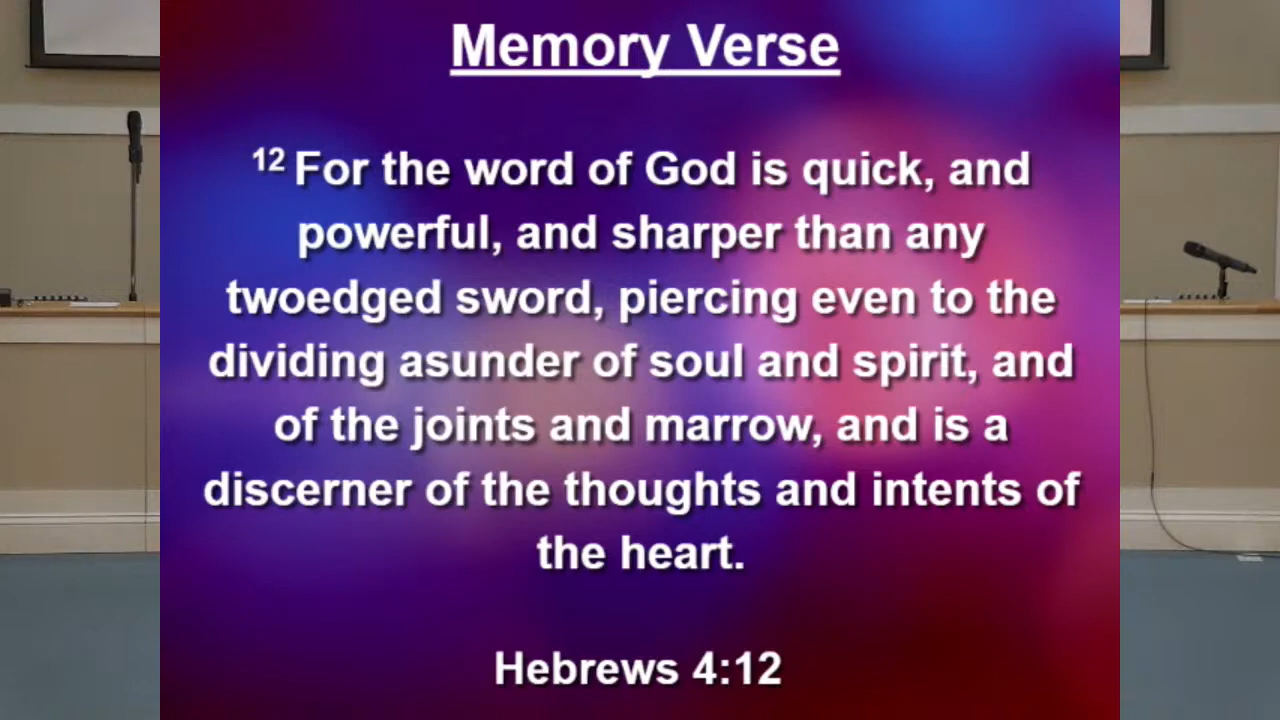 Memory Verse
12 For the word of God is quick, and
powerful, and sharper than any
twoedged sword, piercing even to the
dividing asunder of soul and spirit, and
of the joints and marrow, and is a
discerner of the thoughts and intents of
the heart.
Hebrews 4:12